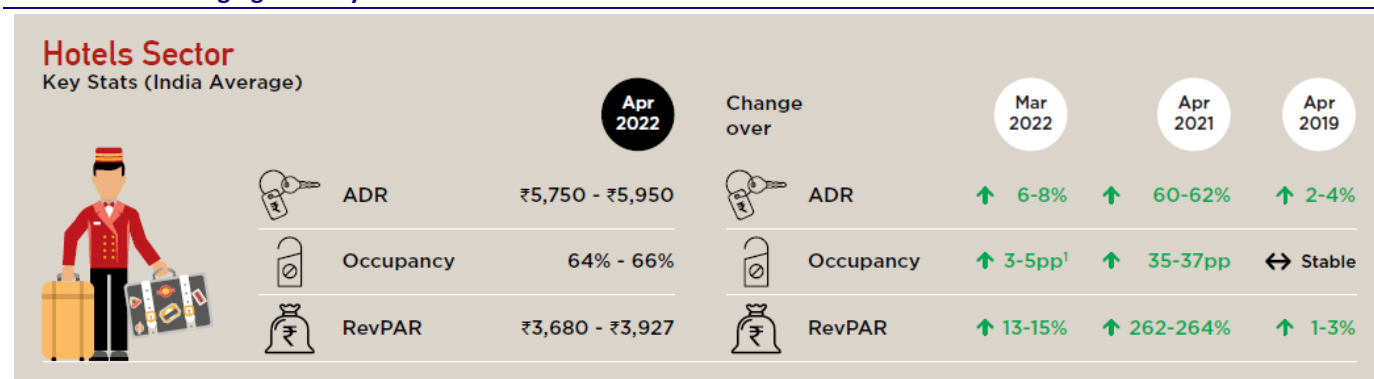 Hotels Sector
Key Stats (India Average)
Apr
2022
Change
over
Mar
2022
Apr
2021
Apr
2019
ADR ₹5,750 - ₹5,950 ADR 6-8% 60-62% 2-4%
Occupancy 64% - 66% Occupancy 3-5pp¹ 35-37pp Stable
RevPAR ₹3,680 - ₹3,927 RevPAR 13-15% 262-264% 1-3%